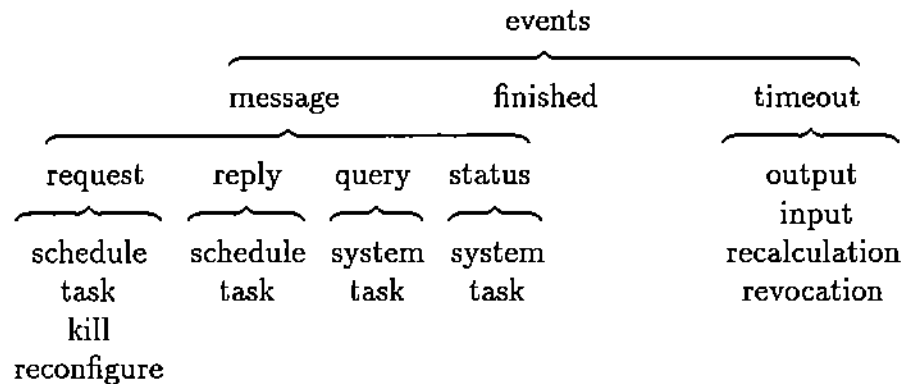 events
message finished timeout
request reply query status output
input
schedule schedule system system recalculation
task task task task revocation
kill
reconfigure